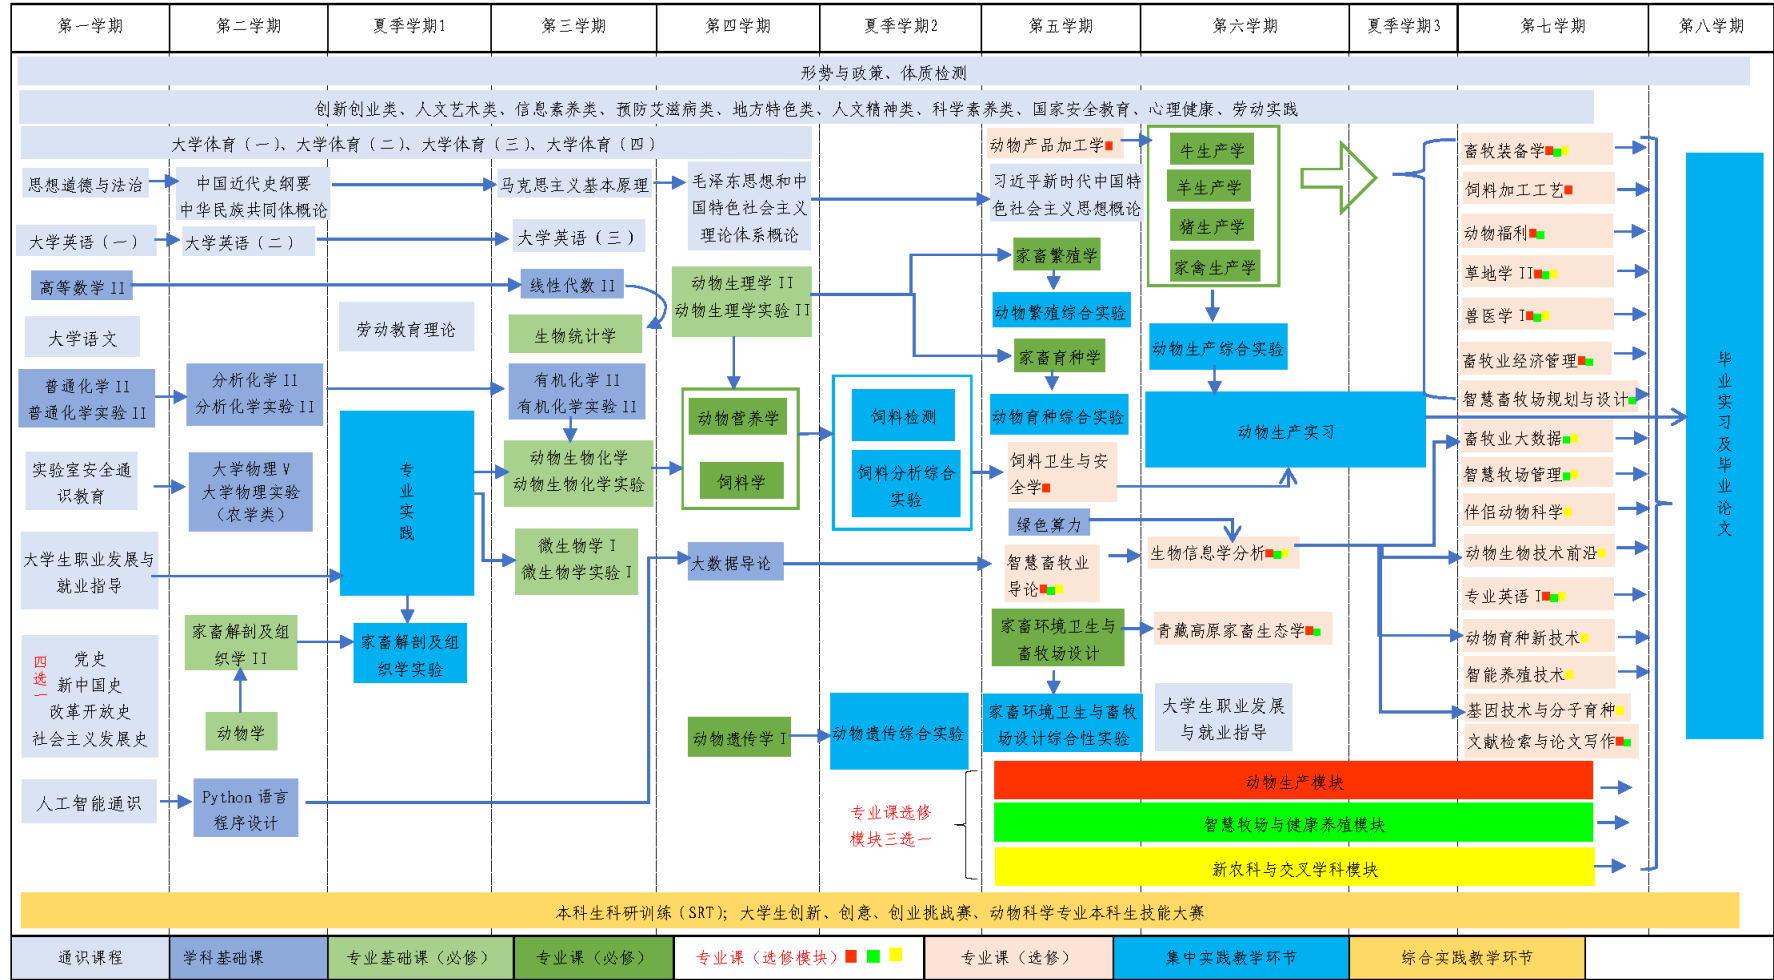 第一学期
第二学期
夏季学期1
第三学期
第四学期
夏季学期2
第五学期
第六学期
夏季学期3
第七学期
第八学期
形势与政策、体质检测
创新创业类、人文艺术类、信息素养类、预防艾滋病类、地方特色类、人文精神类、科学素养类、国家安全教育、心理健康、劳动实践
大学体育（一）、大学体育（二）、大学体育（三）、大学体育（四）
思想道德与法治
大学英语（一）
高等数学 II
大学语文
普通化学 II
普通化学实验 II
实验室安全通
识教育
大学生职业发展与
就业指导
四选一
党史
新中国史
改革开放史
社会主义发展史
人工智能通识
中国近代史纲要
中华民族共同体概论
大学英语（二）
分析化学 II
分析化学实验 II
大学物理 V
大学物理实验
（农学类）
家畜解剖及组
织学 II
动物学
Python 语言
程序设计
劳动教育理论
专业实践
家畜解剖及组
织学实验
马克思主义基本原理
大学英语（三）
线性代数 II
生物统计学
有机化学 II
有机化学实验 II
动物生物化学
动物生物化学实验
微生物学 I
微生物学实验 I
毛泽东思想和中
国特色社会主义
理论体系概论
动物生理学 II
动物生理学实验 II
动物营养学
饲料学
大数据导论
动物遗传学 I
饲料检测
饲料分析综合
实验
动物遗传综合实验
专业课选修
模块三选一
动物产品加工学
习近平新时代中国特
色社会主义思想概论
家畜繁殖学
动物繁殖综合实验
家畜育种学
动物育种综合实验
饲料卫生与安
全学
绿色算力
智慧畜牧业
导论
家畜环境卫生与
畜牧场设计
家畜环境卫生与畜牧
场设计综合性实验
牛生产学
羊生产学
猪生产学
家禽生产学
动物生产综合实验
动物生产实习
生物信息学分析
青藏高原家畜生态学
大学生职业发展
与就业指导
畜牧装备学
饲料加工工艺
动物福利
草地学 II
兽医学 I
畜牧业经济管理
智慧畜牧场规划与设计
畜牧业大数据
智慧牧场管理
伴侣动物科学
动物生物技术前沿
专业英语 I
动物育种新技术
智能养殖技术
基因技术与分子育种
文献检索与论文写作
毕业实习及毕业论文
动物生产模块
智慧牧场与健康养殖模块
新农科与交叉学科模块
本科生科研训练（SRT）；大学生创新、创意、创业挑战赛、动物科学专业本科生技能大赛
通识课程
学科基础课
专业基础课（必修）
专业课（必修）
专业课（选修模块）
专业课（选修）
集中实践教学环节
综合实践教学环节